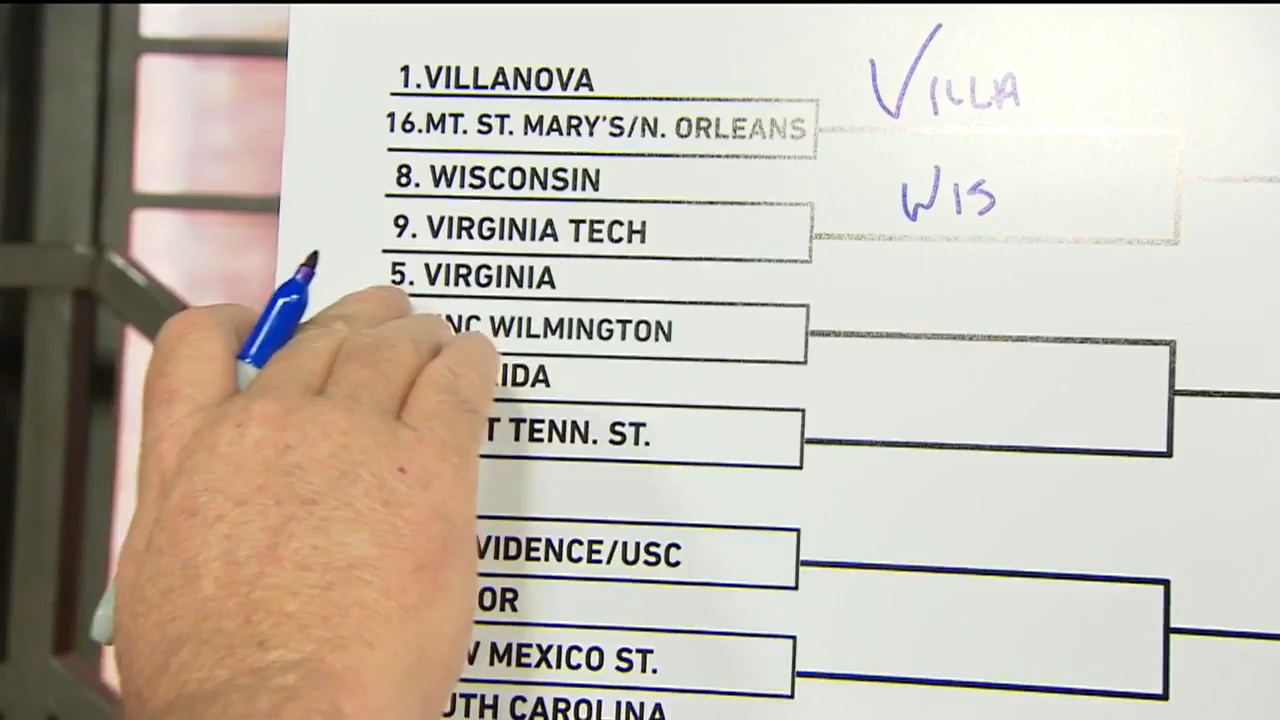 1.VILLANOVA
VILLA
16.MT. ST. MARY'S/N. ORLEANS
8. WISCONSIN
WIS
9. VIRGINIA TECH
5. VIRGINIA
NC WILMINGTON
IDA
T TENN. ST.
VIDENCE/USC
OR
W MEXICO ST.
UTH CAROLINA